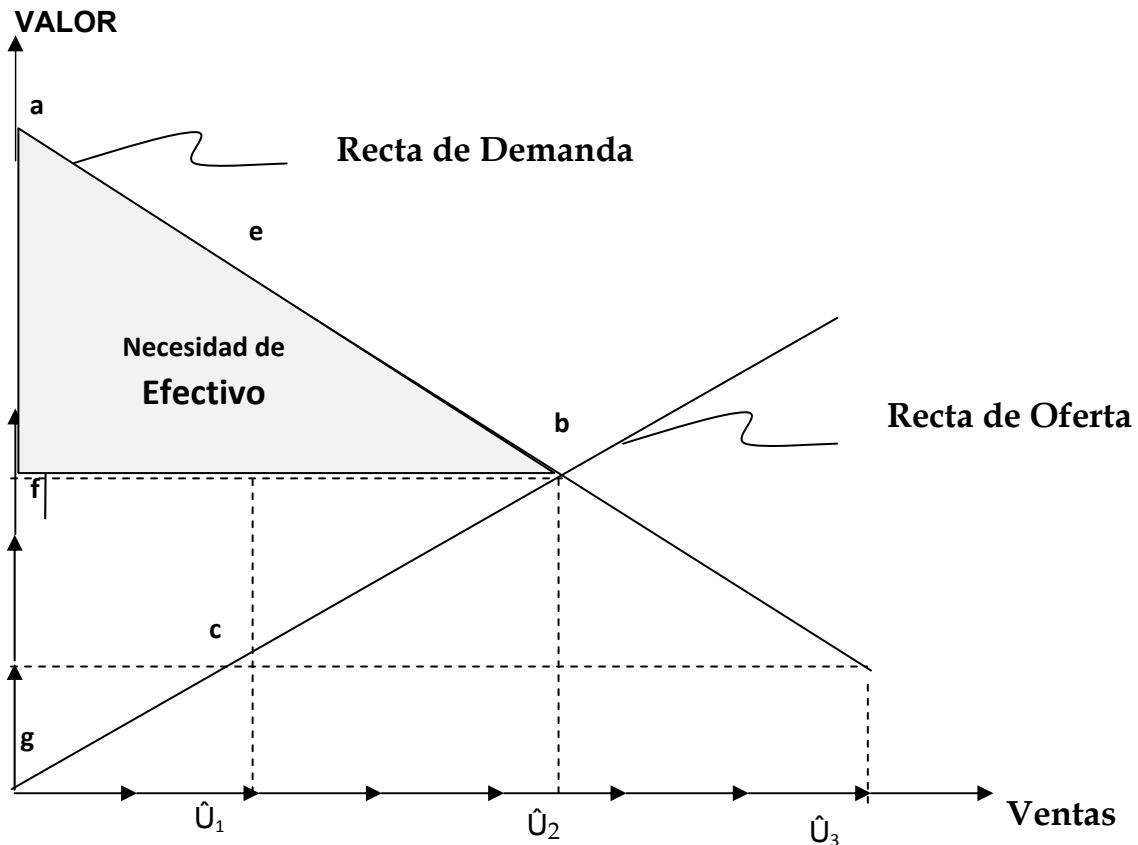 VALOR
a
Recta de Demanda
e
Necesidad de
Efectivo
b
Recta de Oferta
f
c
g
Û1
Û2
Û3
Ventas